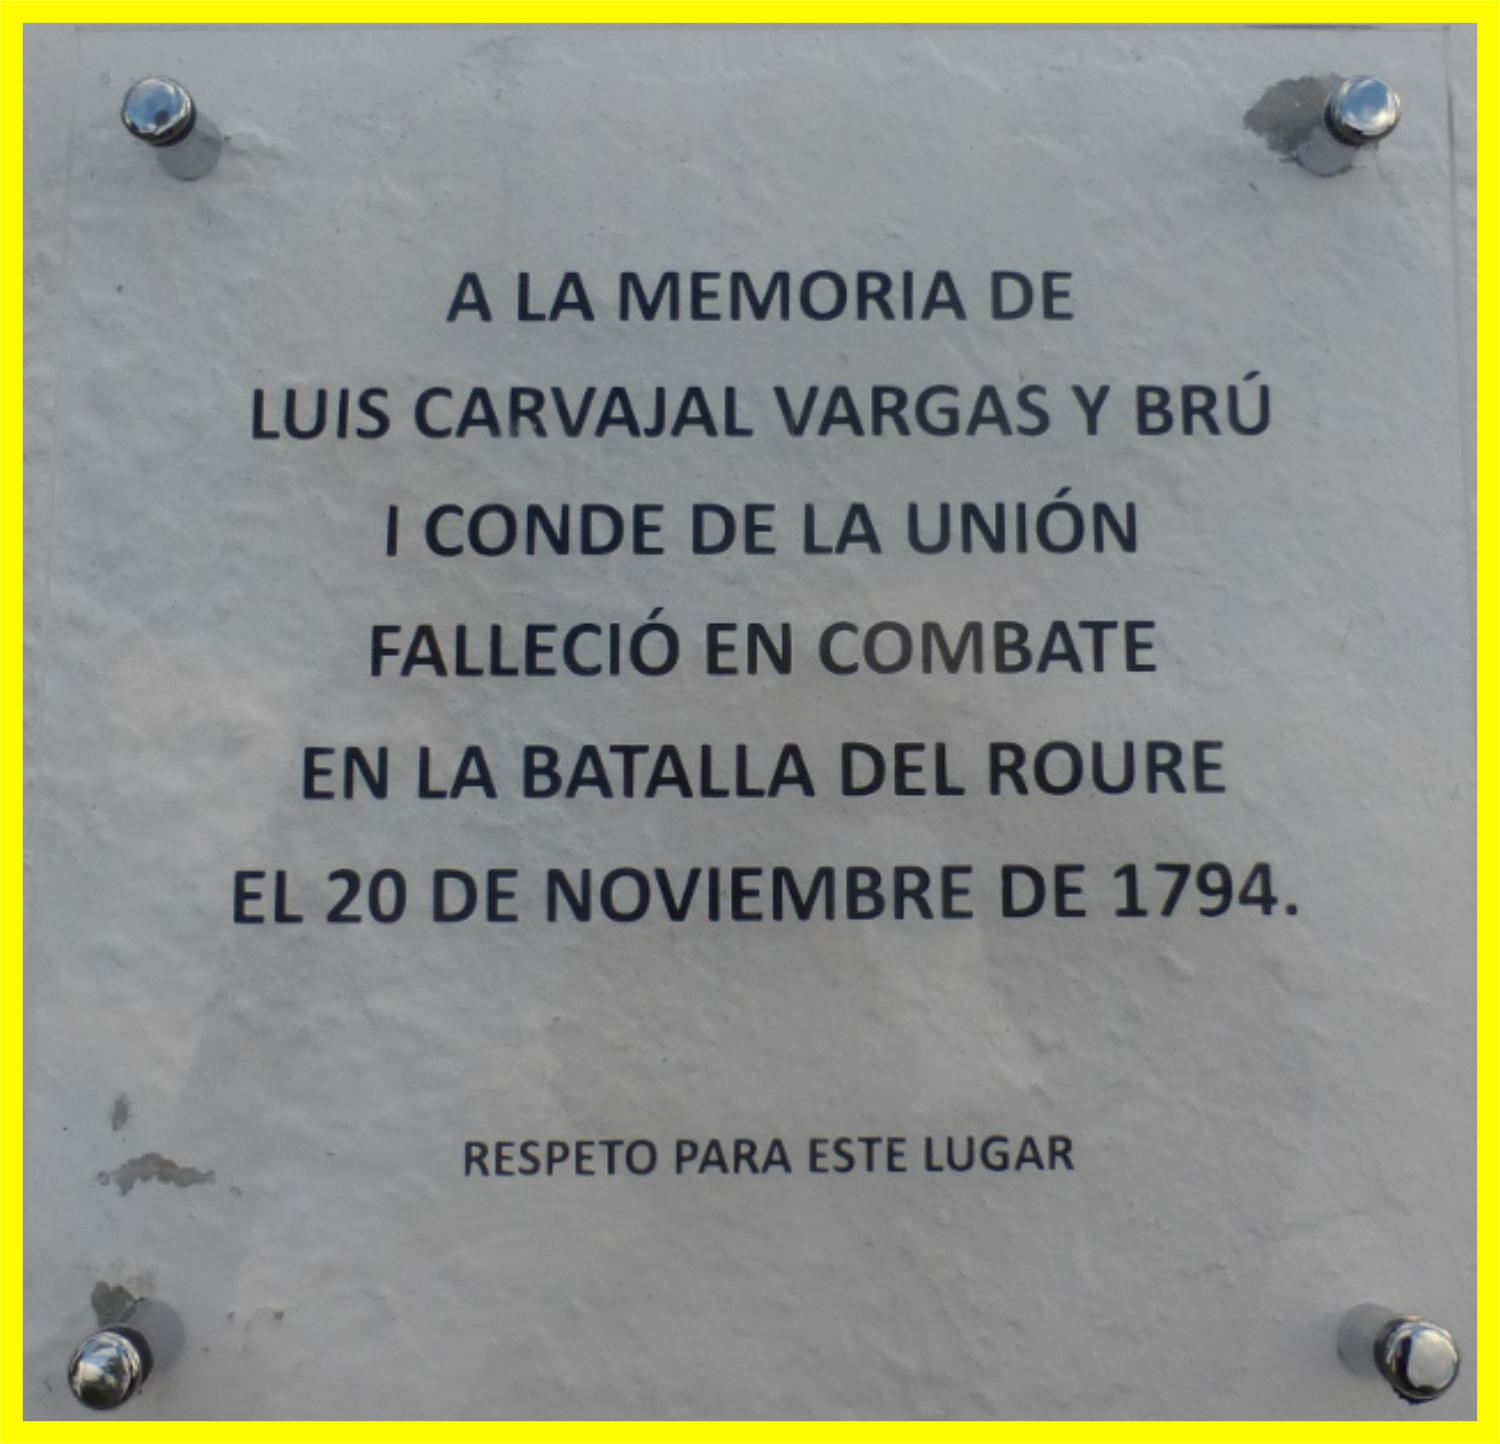 A LA MEMORIA DE
LUIS CARVAJAL VARGAS Y BRÚ
I CONDE DE LA UNIÓN
FALLECIÓ EN COMBATE
EN LA BATALLA DEL ROURE
EL 20 DE NOVIEMBRE DE 1794.
RESPETO PARA ESTE LUGAR